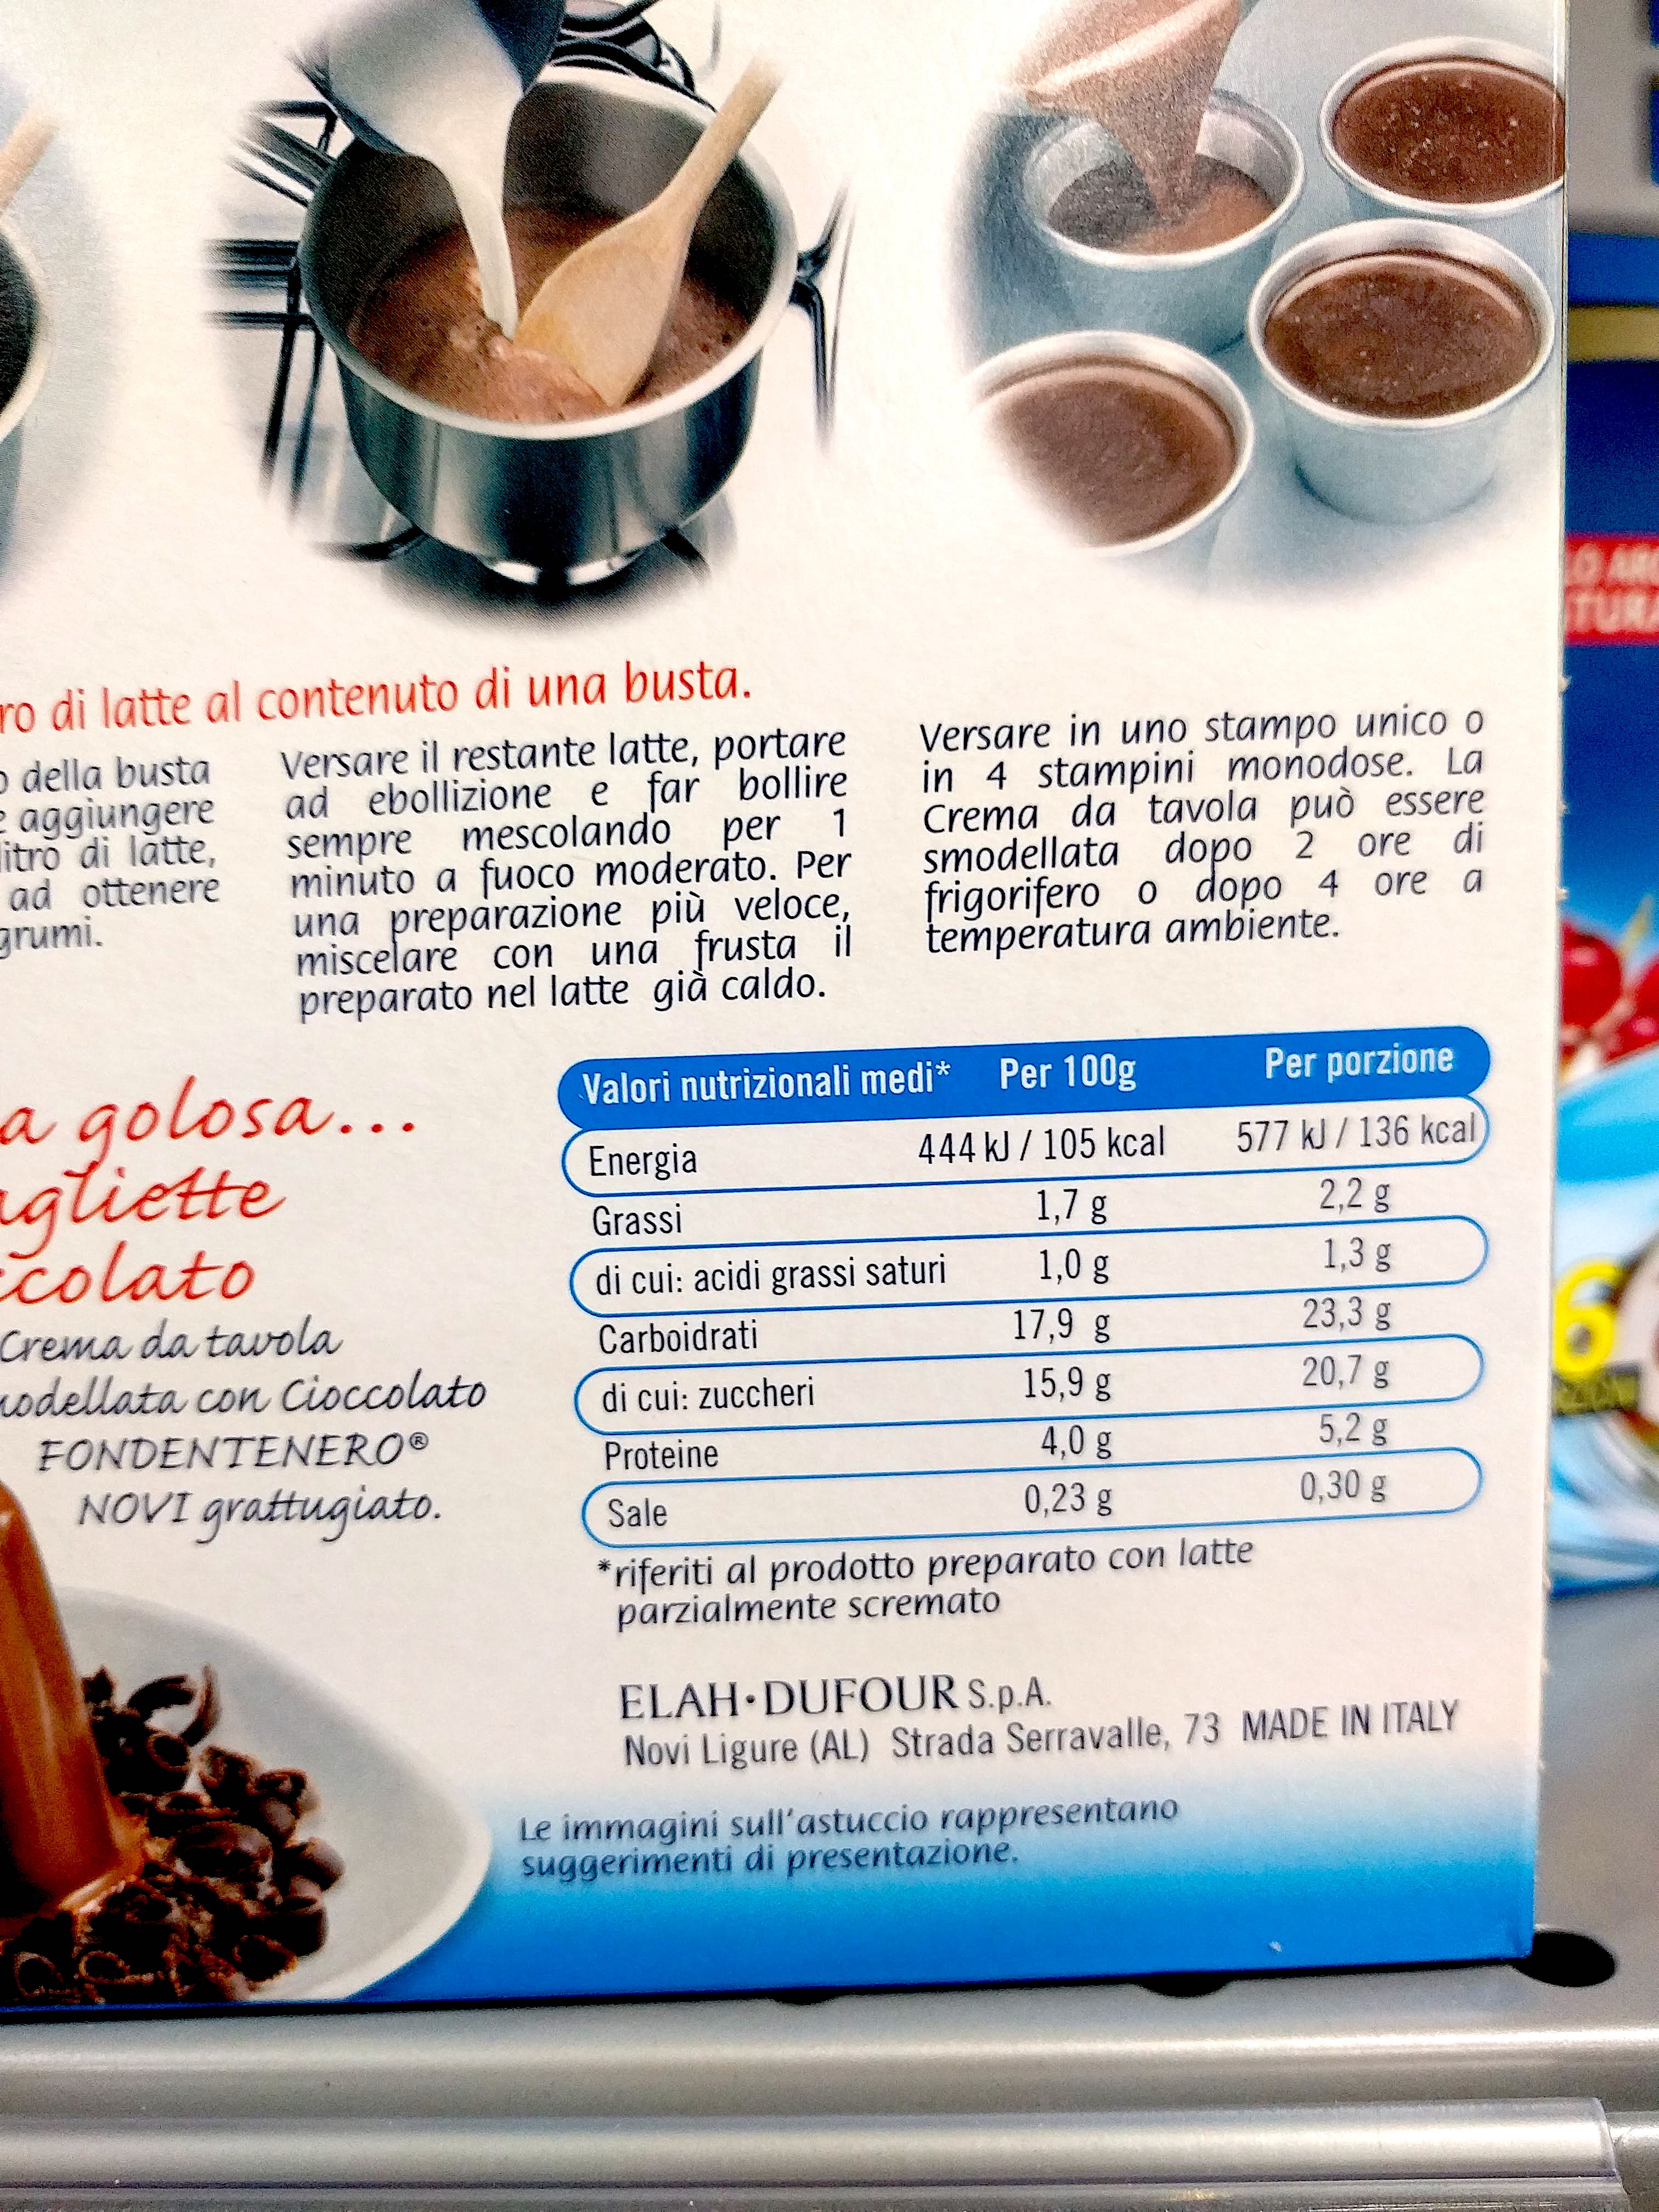 ro di latte al contenuto di una busta.
della busta
aggiungere
litro di latte,
ad ottenere
grumi.
Versare il restante latte, portare
ad ebollizione e far bollire
sempre mescolando per 1
minuto a fuoco moderato. Per
una preparazione più veloce,
miscelare con una frusta il
preparato nel latte già caldo.
Versare in uno stampo unico o
in 4 stampini monodose. La
Crema da tavola può essere
smodellata dopo 2 ore di
frigorifero o dopo 4 ore a
temperatura ambiente.
a golosa...
agliette
ccolato
Crema da tavola
modellata con Cioccolato
FONDENTENERO®
NOVI grattugiato.
Valori nutrizionali medi* Per 100g Per porzione
Energia 444 kJ / 105 kcal 577 kJ / 136 kcal
Grassi 1,7 g 2,2 g
di cui: acidi grassi saturi 1,0 g 1,3 g
Carboidrati 17,9 g 23,3 g
di cui: zuccheri 15,9 g 20,7 g
Proteine 4,0 g 5,2 g
Sale 0,23 g 0,30 g
*riferiti al prodotto preparato con latte
parzialmente scremato
ELAH•DUFOUR S.p.A.
Novi Ligure (AL) Strada Serravalle, 73 MADE IN ITALY
Le immagini sull'astuccio rappresentano
suggerimenti di presentazione.
6